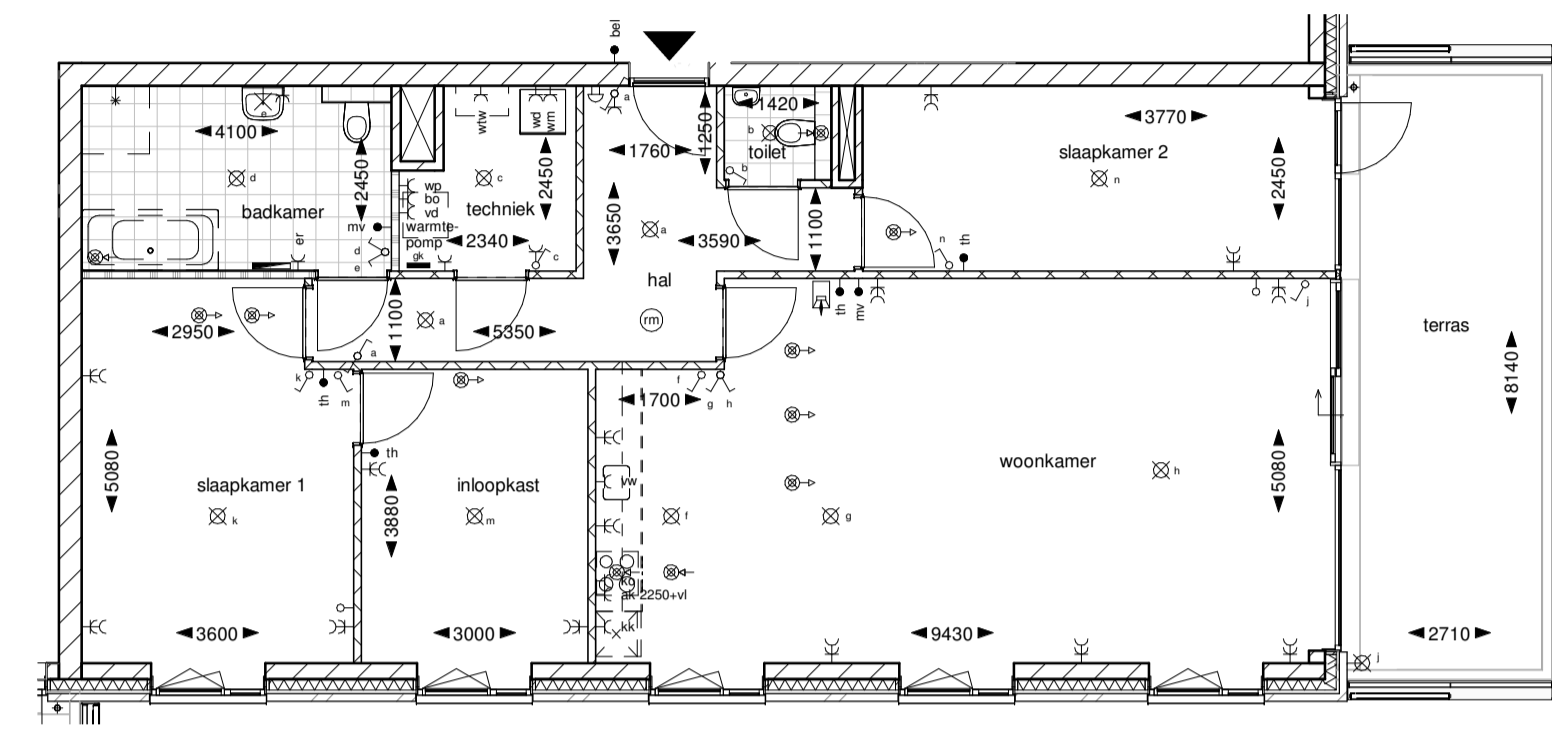 bel
a
e
4100
2450
d
badkamer
mv
d
e
er
wtw
wd
wm
wp
bo
vd
warmte-
pomp
gk
c
techniek
2450
2340
c
1760
1250
3650
a
3590
hal
rm
b
1420
toilet
b
1100
3770
slaapkamer 2
n
2450
n
th
2950
1100
a
5350
a
k
th
m
th
mv
j
terras
8140
f
g
h
1700
5080
slaapkamer 1
k
th
3880
inloopkast
m
vw
f
g
woonkamer
h
5080
ko
ak 2250+vl
kk
3600
3000
9430
2710
j